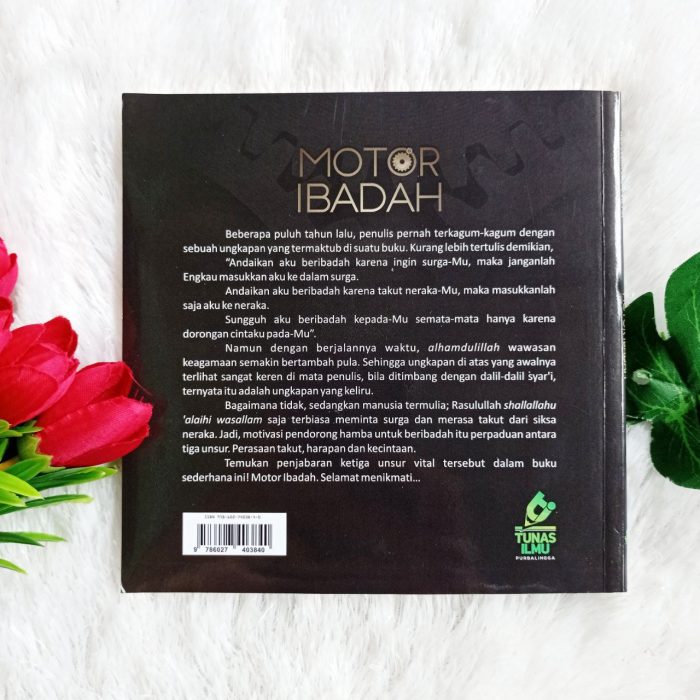 MOTOR
IBADAH
Beberapa puluh tahun lalu, penulis pernah terkagum-kagum dengan
sebuah ungkapan yang termaktub di suatu buku. Kurang lebih tertulis demikian,
“Andaikan aku beribadah karena ingin surga-Mu, maka janganlah
Engkau masukkan aku ke dalam surga.
Andaikan aku beribadah karena takut neraka-Mu, maka masukkanlah
saja aku ke neraka.
Sungguh aku beribadah kepada-Mu semata-mata hanya karena
dorongan cintaku pada-Mu”.
Namun dengan berjalannya waktu, alhamdulillah wawasan
keagamaan semakin bertambah pula. Sehingga ungkapan di atas yang awalnya
terlihat sangat keren di mata penulis, bila ditimbang dengan dalil-dalil syar'i,
ternyata itu adalah ungkapan yang keliru.
Bagaimana tidak, sedangkan manusia termulia; Rasulullah shallallahu
'alaihi wasallam saja terbiasa meminta surga dan merasa takut dari siksa
neraka. Jadi, motivasi pendorong hamba untuk beribadah itu perpaduan antara
tiga unsur. Perasaan takut, harapan dan kecintaan.
Temukan penjabaran ketiga unsur vital tersebut dalam buku
sederhana ini! Motor Ibadah. Selamat menikmati...
9 786027 403840
TUNAS
ILMU
PURBALINGGA